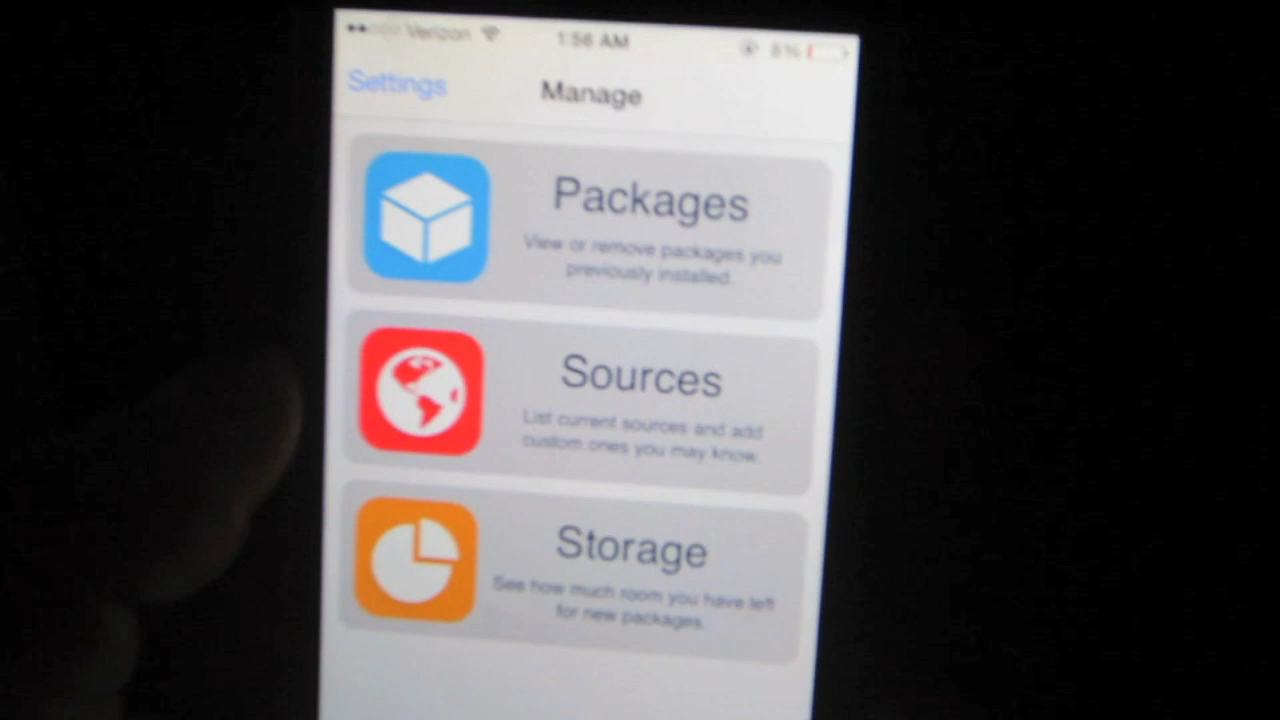 Verizon 1:56 AM 8%
Settings Manage
Packages
View or remove packages you
previously installed.
Sources
List current sources and add
custom ones you may know.
Storage
See how much room you have left
for new packages.